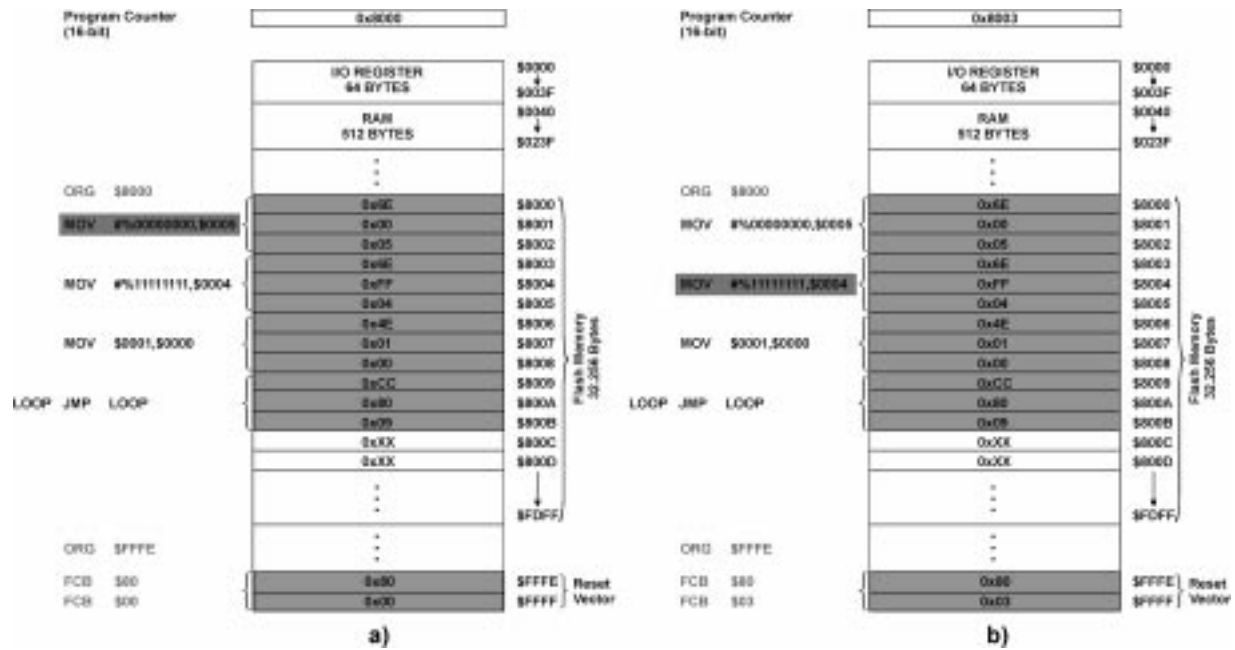 Program Counter
(16-bit)
0x8000
I/O REGISTER
64 BYTES
$0000
$003F
RAM
512 BYTES
$0040
$023F
ORG $8000
0x6E $8000
MOV #%00000000,$0005 0x00 $8001
0x05 $8002
0x6E $8003
MOV #%11111111,$0004 0xFF $8004
0x04 $8005
0x4E $8006
MOV $0001,$0000 0x01 $8007
0x00 $8008
0xCC $8009
LOOP JMP LOOP 0x80 $800A
0x09 $800B
0xXX $800C
0xXX $800D
$FDFF
Flash Memory
32.256 Bytes
ORG $FFFE
FCB $80 0x80 $FFFE
FCB $00 0x00 $FFFF
Reset
Vector
a)
Program Counter
(16-bit)
0x8003
I/O REGISTER
64 BYTES
$0000
$003F
RAM
512 BYTES
$0040
$023F
ORG $8000
0x6E $8000
MOV #%00000000,$0005 0x00 $8001
0x05 $8002
0x6E $8003
MOV #%11111111,$0004 0xFF $8004
0x04 $8005
0x4E $8006
MOV $0001,$0000 0x01 $8007
0x00 $8008
0xCC $8009
LOOP JMP LOOP 0x80 $800A
0x09 $800B
0xXX $800C
0xXX $800D
$FDFF
Flash Memory
32.256 Bytes
ORG $FFFE
FCB $80 0x80 $FFFE
FCB $03 0x03 $FFFF
Reset
Vector
b)